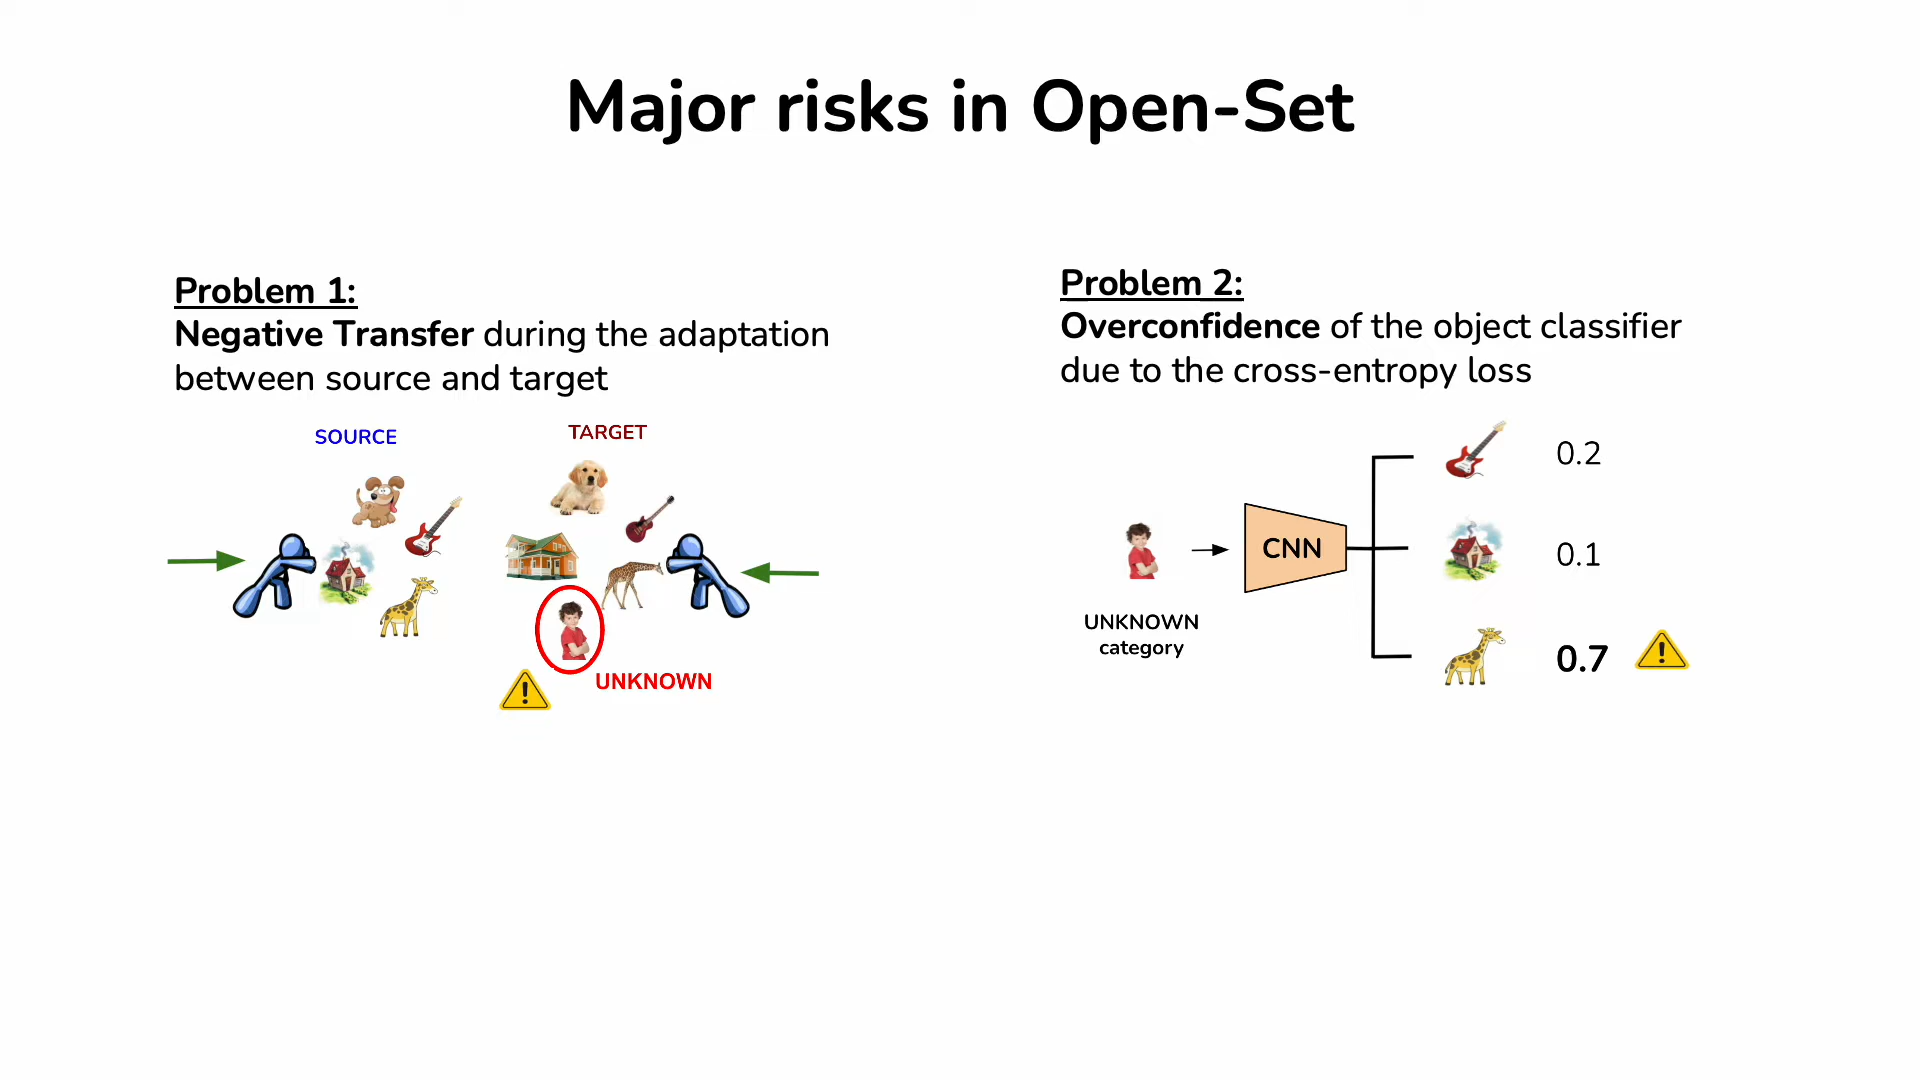 Major risks in Open-Set
Problem 1:
Negative Transfer during the adaptation
between source and target
SOURCE
TARGET
UNKNOWN
Problem 2:
Overconfidence of the object classifier
due to the cross-entropy loss
0.2
CNN
0.1
UNKNOWN
category
0.7